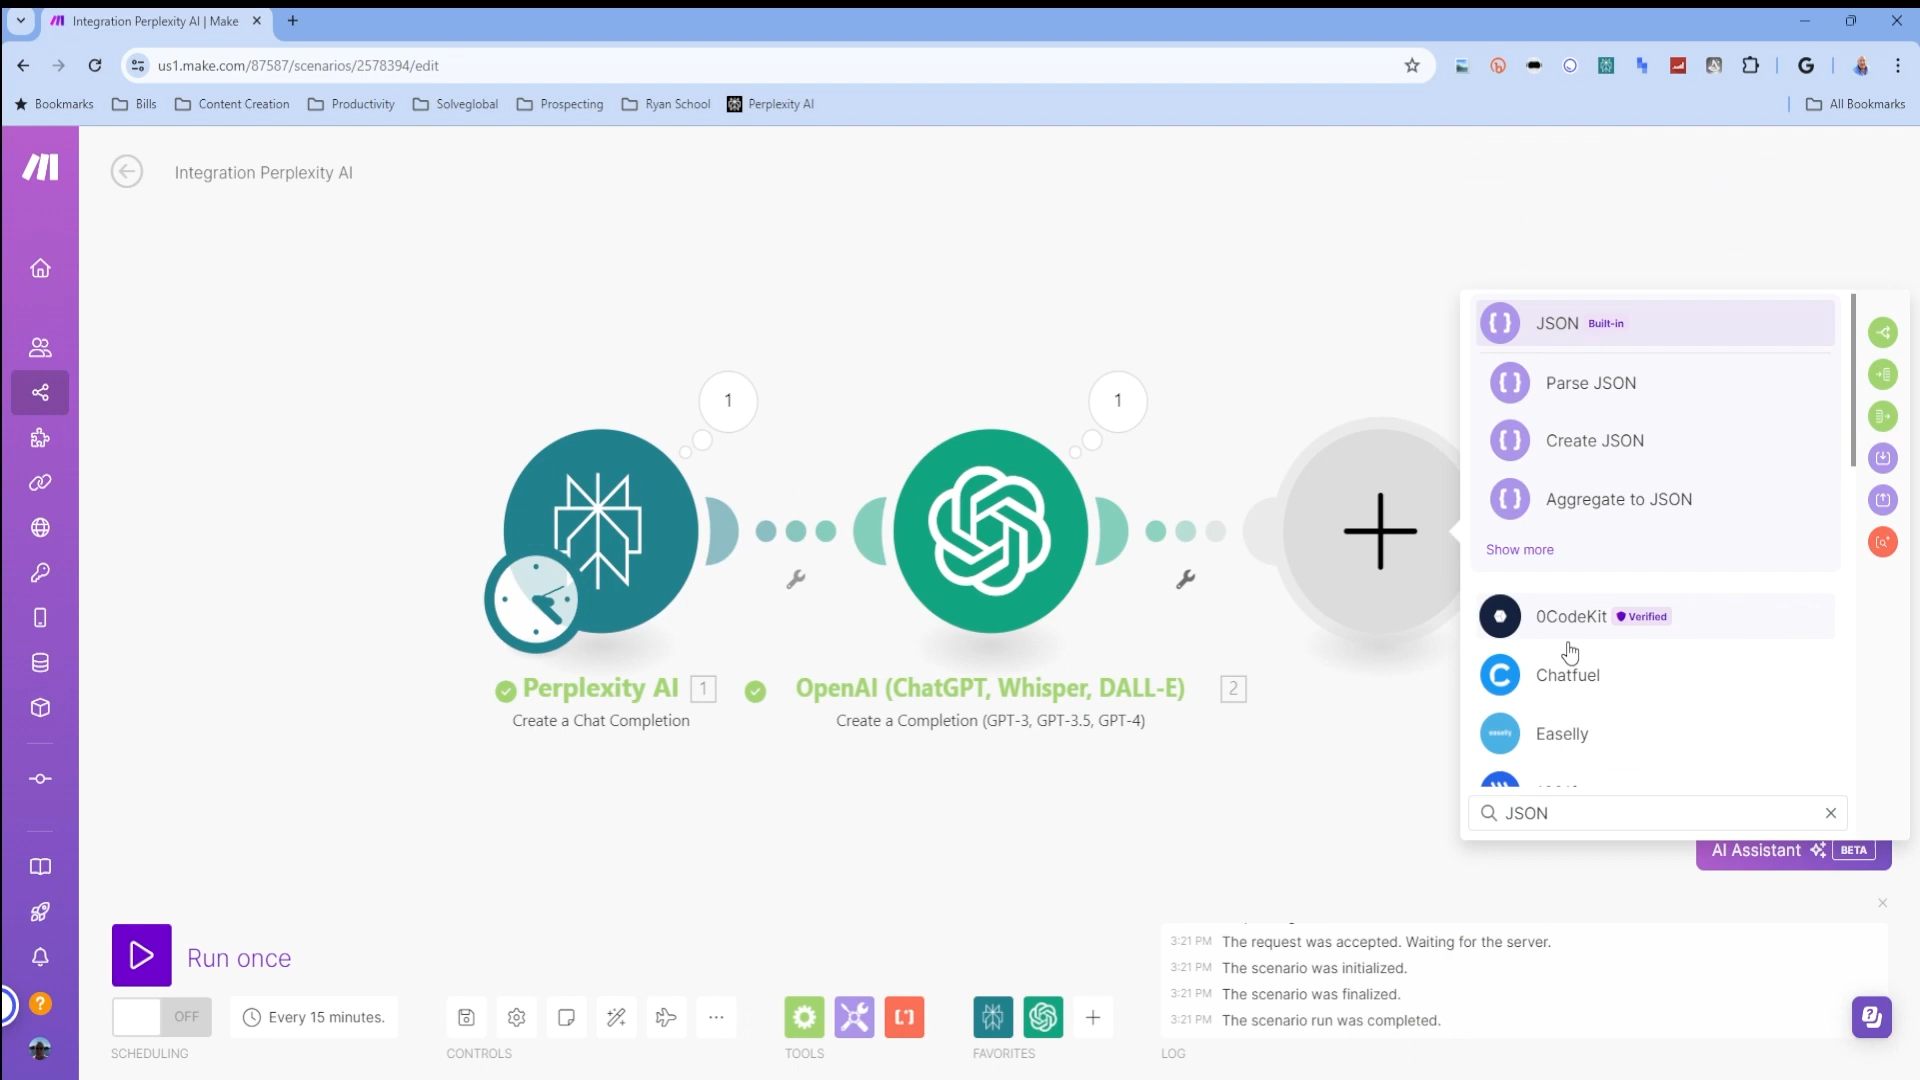 Integration Perplexity AI | Make
us1.make.com/87587/scenarios/2578394/edit
Bookmarks
Bills
Content Creation
Productivity
Solveglobal
Prospecting
Ryan School
Perplexity AI
All Bookmarks
Integration Perplexity AI
JSON Built-in
Parse JSON
Create JSON
Aggregate to JSON
Show more
0CodeKit Verified
Chatfuel
easelly Easelly
JSON
1
1
Perplexity AI 1
Create a Chat Completion
OpenAI (ChatGPT, Whisper, DALL-E) 2
Create a Completion (GPT-3, GPT-3.5, GPT-4)
AI Assistant BETA
Run once
OFF
Every 15 minutes.
SCHEDULING
CONTROLS
TOOLS
FAVORITES
3:21 PM The request was accepted. Waiting for the server.
3:21 PM The scenario was initialized.
3:21 PM The scenario was finalized.
3:21 PM The scenario run was completed.
LOG